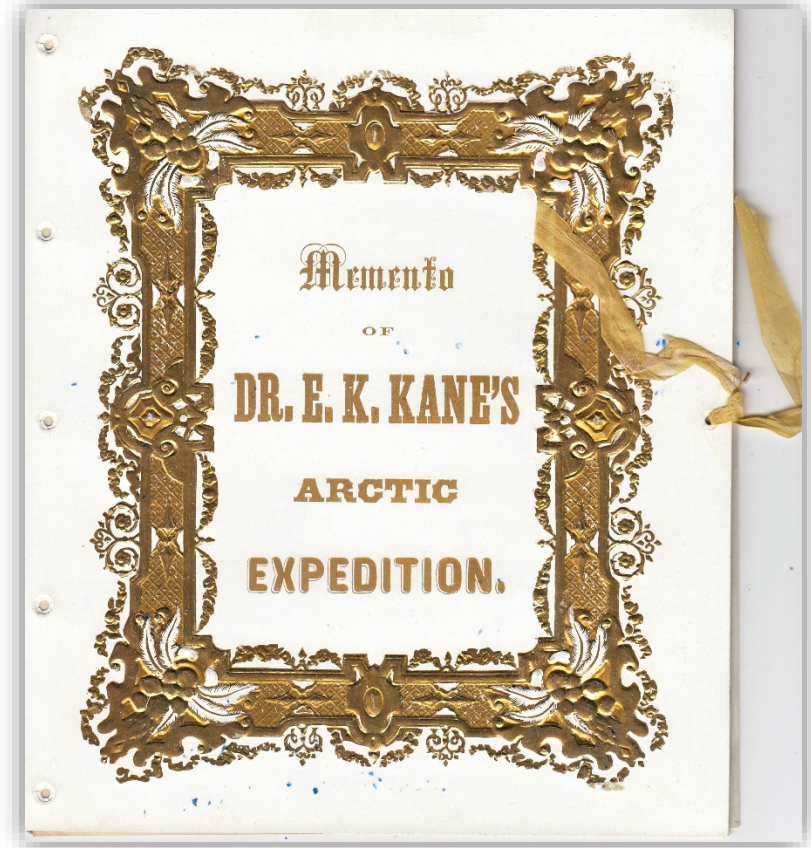 Memento
OF
DR. E. K. KANE'S
ARCTIC
EXPEDITION.